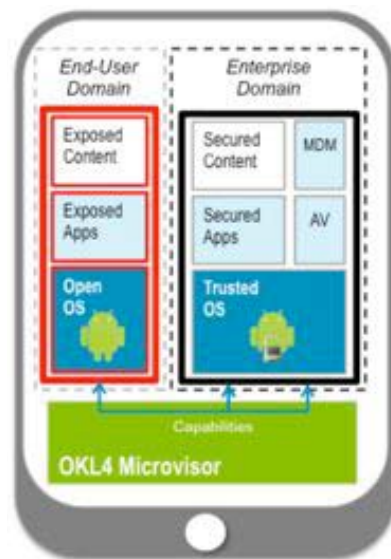 End-User
Domain
Enterprise
Domain
Exposed
Content
Secured
Content
MDM
Exposed
Apps
Secured
Apps
AV
Open
OS
Trusted
OS
Capabilities
OKL4 Microvisor